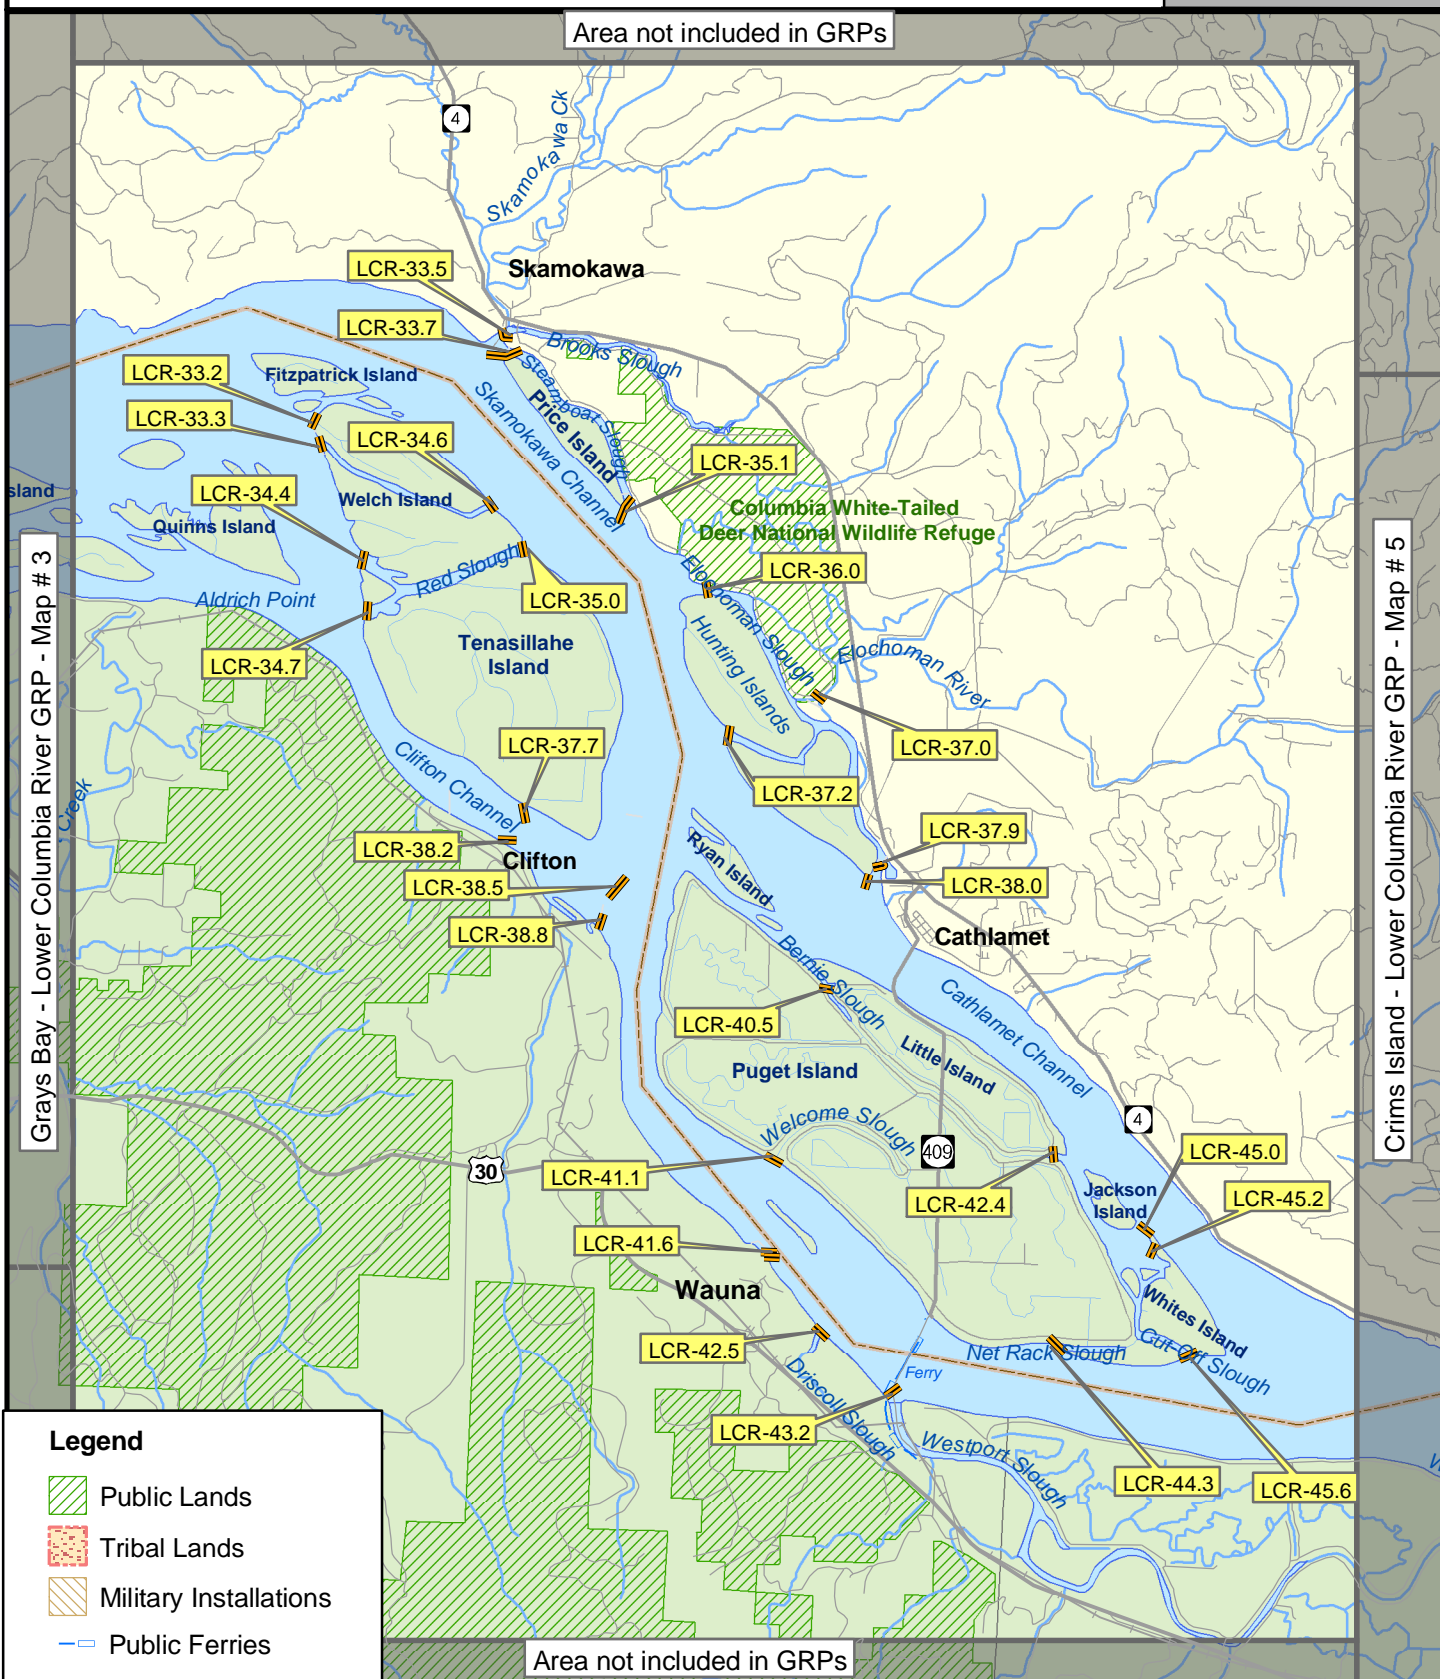 Area not included in GRPs
4
Skamokawa Ck
LCR-33.5
Skamokawa
LCR-33.7
Brooks Slough
LCR-33.2
Fitzpatrick Island
Steamboat Slough
LCR-33.3
Skamokawa Channel
Price Island
LCR-34.6
LCR-35.1
sland
LCR-34.4
Welch Island
Quinns Island
Columbia White-Tailed
Deer National Wildlife Refuge
Grays Bay - Lower Columbia River GRP - Map # 3
Crims Island - Lower Columbia River GRP - Map # 5
Red Slough
LCR-36.0
Elochoman Slough
Aldrich Point
LCR-35.0
Hunting Islands
Tenasillahe
Island
Elochoman River
LCR-34.7
LCR-37.7
LCR-37.0
Clifton Channel
LCR-37.2
Creek
LCR-37.9
LCR-38.2
Clifton
Ryan Island
LCR-38.5
LCR-38.0
LCR-38.8
Cathlamet
Bernie Slough
Cathlamet Channel
LCR-40.5
Little Island
Puget Island
4
Welcome Slough
409
LCR-45.0
30
LCR-41.1
LCR-42.4
Jackson
Island
LCR-45.2
LCR-41.6
Wauna
Whites Island
LCR-42.5
Net Rack Slough
Cut-Off Slough
Ferry
Driscoll Slough
LCR-43.2
Westport Slough
LCR-44.3
LCR-45.6
Legend
Public Lands
Tribal Lands
Military Installations
Public Ferries
Area not included in GRPs